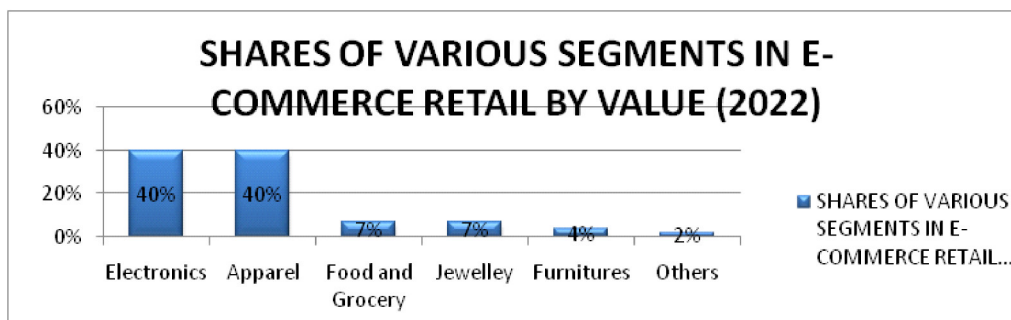 SHARES OF VARIOUS SEGMENTS IN E-
COMMERCE RETAIL BY VALUE (2022)
60%
40%
20%
0%
40%
40%
7%
7%
4%
2%
Electronics
Apparel
Food and
Grocery
Jewelley
Furnitures
Others
SHARES OF VARIOUS
SEGMENTS IN E-
COMMERCE RETAIL...